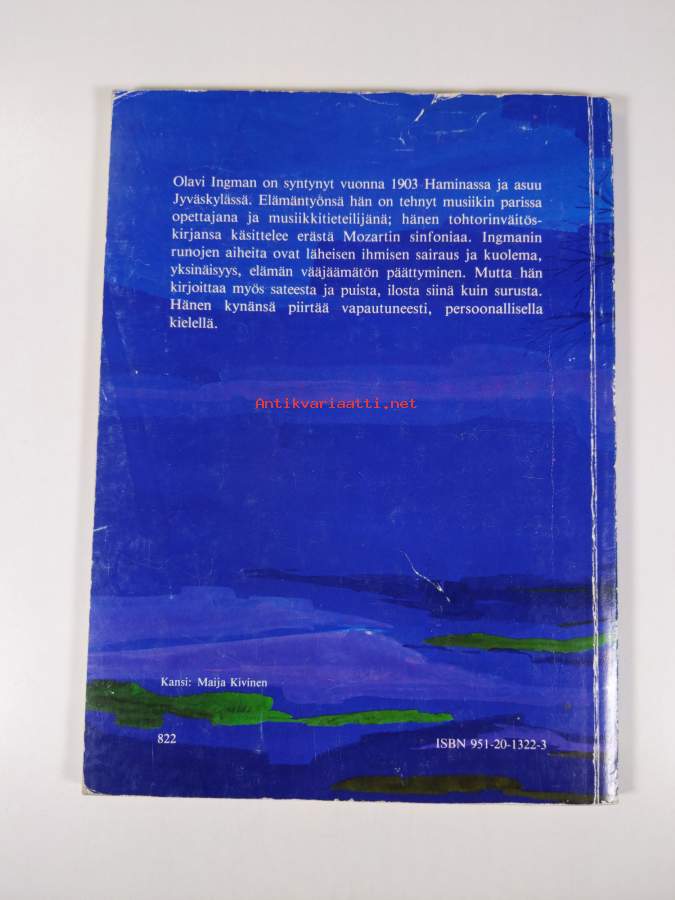 Olavi Ingman on syntynyt vuonna 1903 Haminassa ja asuu
Jyväskylässä. Elämäntyönsä hän on tehnyt musiikin parissa
opettajana ja musiikkitieteilijänä; hänen tohtorinväitös-
kirjansa käsittelee erästä Mozartin sinfoniaa. Ingmanin
runojen aiheita ovat läheisen ihmisen sairaus ja kuolema,
yksinäisyys, elämän vääjäämätön päättyminen. Mutta hän
kirjoittaa myös sateesta ja puista, ilosta siinä kuin surusta.
Hänen kynänsä piirtää vapautuneesti, persoonallisella
kielellä.
Antikvariaatti.net
Kansi: Maija Kivinen
822
ISBN 951-20-1322-3